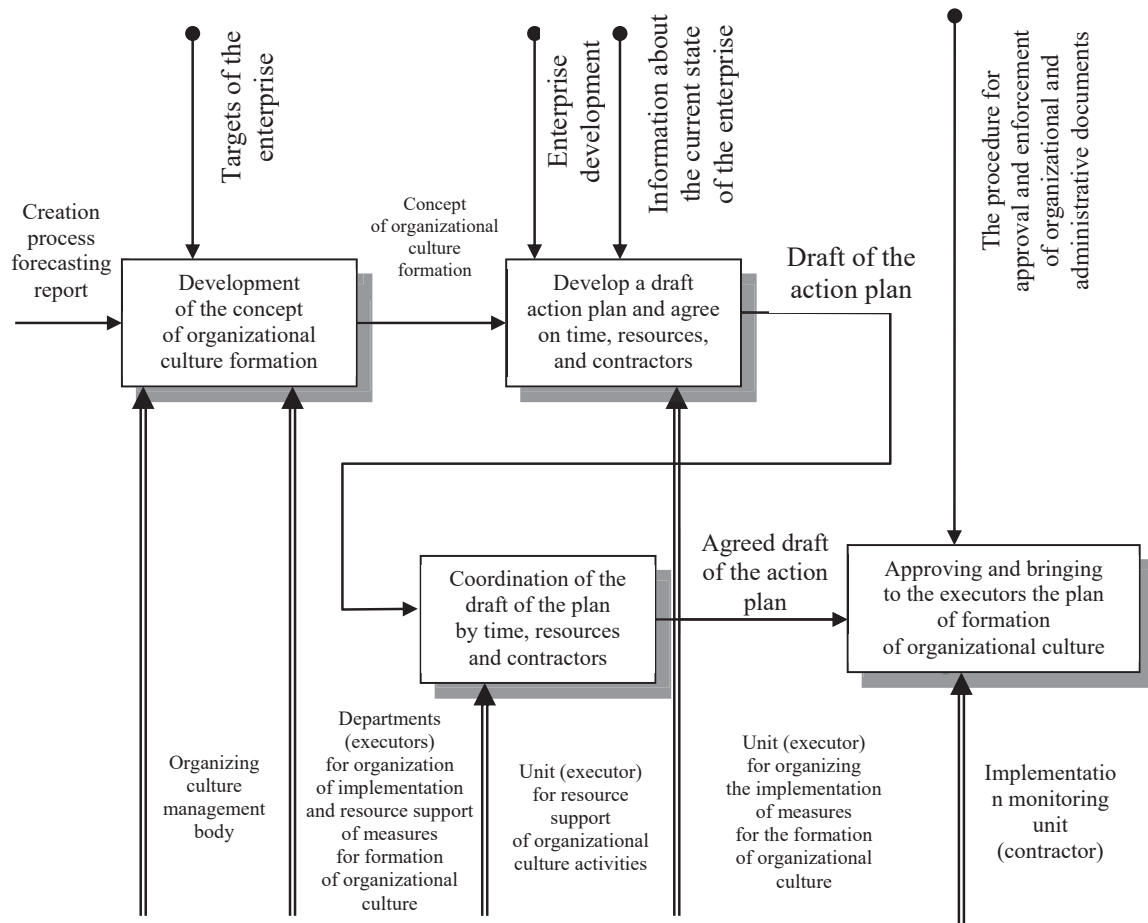 Targets of the
enterprise
Enterprise
development
Information about
the current state
of the enterprise
The procedure for
approval and enforcement
of organizational and
administrative documents
Creation
process
forecasting
report
Concept
of organizational
culture
formation
Development
of the concept
of organizational
culture formation
Develop a draft
action plan and agree
on time, resources,
and contractors
Draft of the
action plan
Coordination of the
draft of the plan
by time, resources
and contractors
Agreed draft
of the action
plan
Approving and bringing
to the executors the plan
of formation
of organizational culture
Organizing
culture
management
body
Departments
(executors)
for organization
of implementation
and resource support
of measures
for formation
of organizational
culture
Unit (executor)
for resource
support
of organizational
culture activities
Unit (executor)
for organizing
the implementation
of measures
for the formation
of organizational
culture
Implementatio
n monitoring
unit
(contractor)